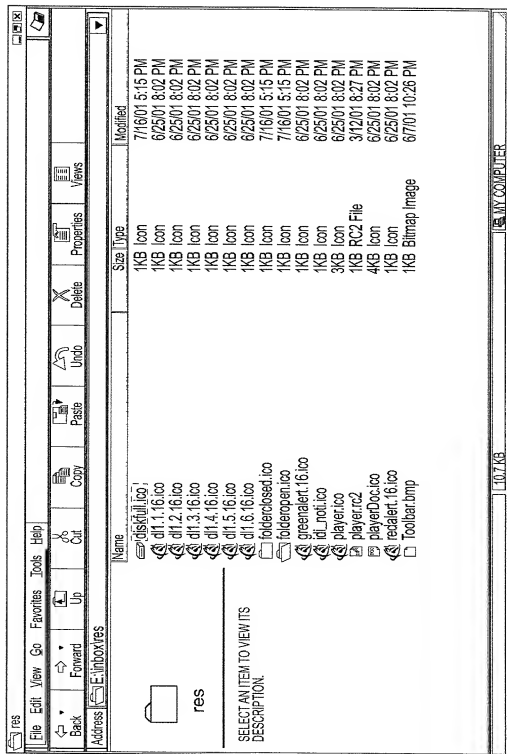 res
File Edit View Go Favorites Tools Help
Back Forward Up Cut Copy Paste Undo Delete Properties Views
Address E:\inbox\res
res
SELECT AN ITEM TO VIEW ITS
DESCRIPTION.
Name Size Type Modified
diskfull.ico 1KB Icon 7/16/01 5:15 PM
dl1.1.16.ico 1KB Icon 6/25/01 8:02 PM
dl1.2.16.ico 1KB Icon 6/25/01 8:02 PM
dl1.3.16.ico 1KB Icon 6/25/01 8:02 PM
dl1.4.16.ico 1KB Icon 6/25/01 8:02 PM
dl1.5.16.ico 1KB Icon 6/25/01 8:02 PM
dl1.6.16.ico 1KB Icon 6/25/01 8:02 PM
folderclosed.ico 1KB Icon 7/16/01 5:15 PM
folderopen.ico 1KB Icon 7/16/01 5:15 PM
greenalert.16.ico 1KB Icon 6/25/01 8:02 PM
idi_noti.ico 1KB Icon 6/25/01 8:02 PM
player.ico 3KB Icon 6/25/01 8:02 PM
player.rc2 1KB RC2 File 3/12/01 8:27 PM
playerDoc.ico 4KB Icon 6/25/01 8:02 PM
redalert.16.ico 1KB Icon 6/25/01 8:02 PM
Toolbar.bmp 1KB Bitmap Image 6/7/01 10:26 PM
10.7 KB MY COMPUTER